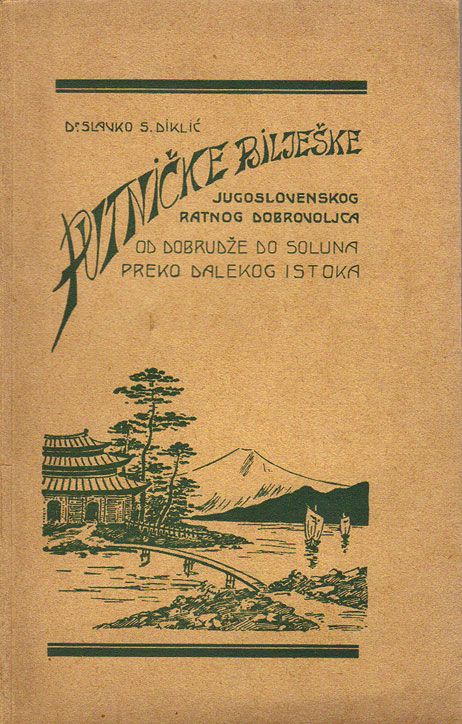 Dr SLAVKO S. DIKLIĆ
PUTNIČKE BILJEŠKE
JUGOSLOVENSKOG
RATNOG DOBROVOLJCA
OD DOBRUDŽE DO SOLUNA
PREKO DALEKOG ISTOKA